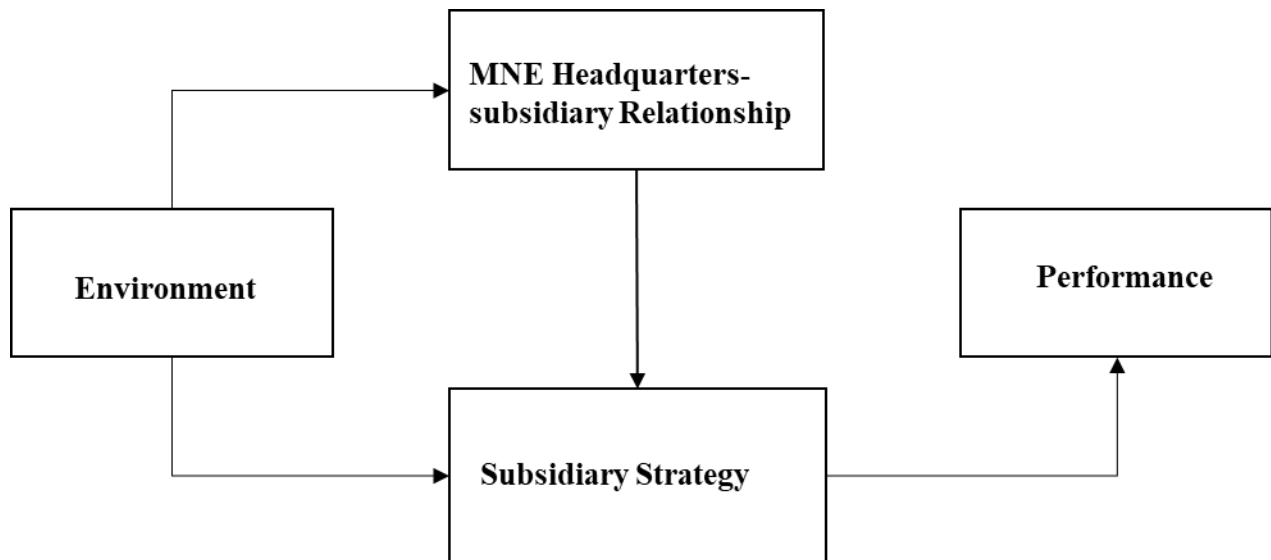 MNE Headquarters-
subsidiary Relationship
Environment
Performance
Subsidiary Strategy